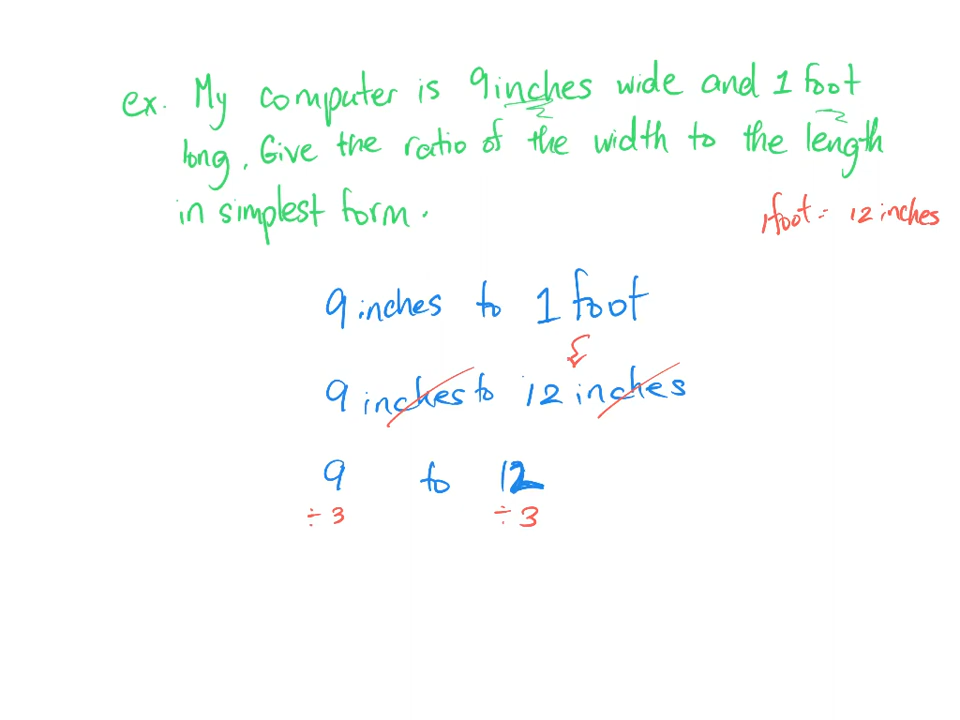 ex. My computer is 9 inches wide and 1 foot
long. Give the ratio of the width to the length
in simplest form.
1 foot = 12 inches
9 inches to 1 foot
9 inches to 12 inches
9 to 12
÷ 3 ÷ 3